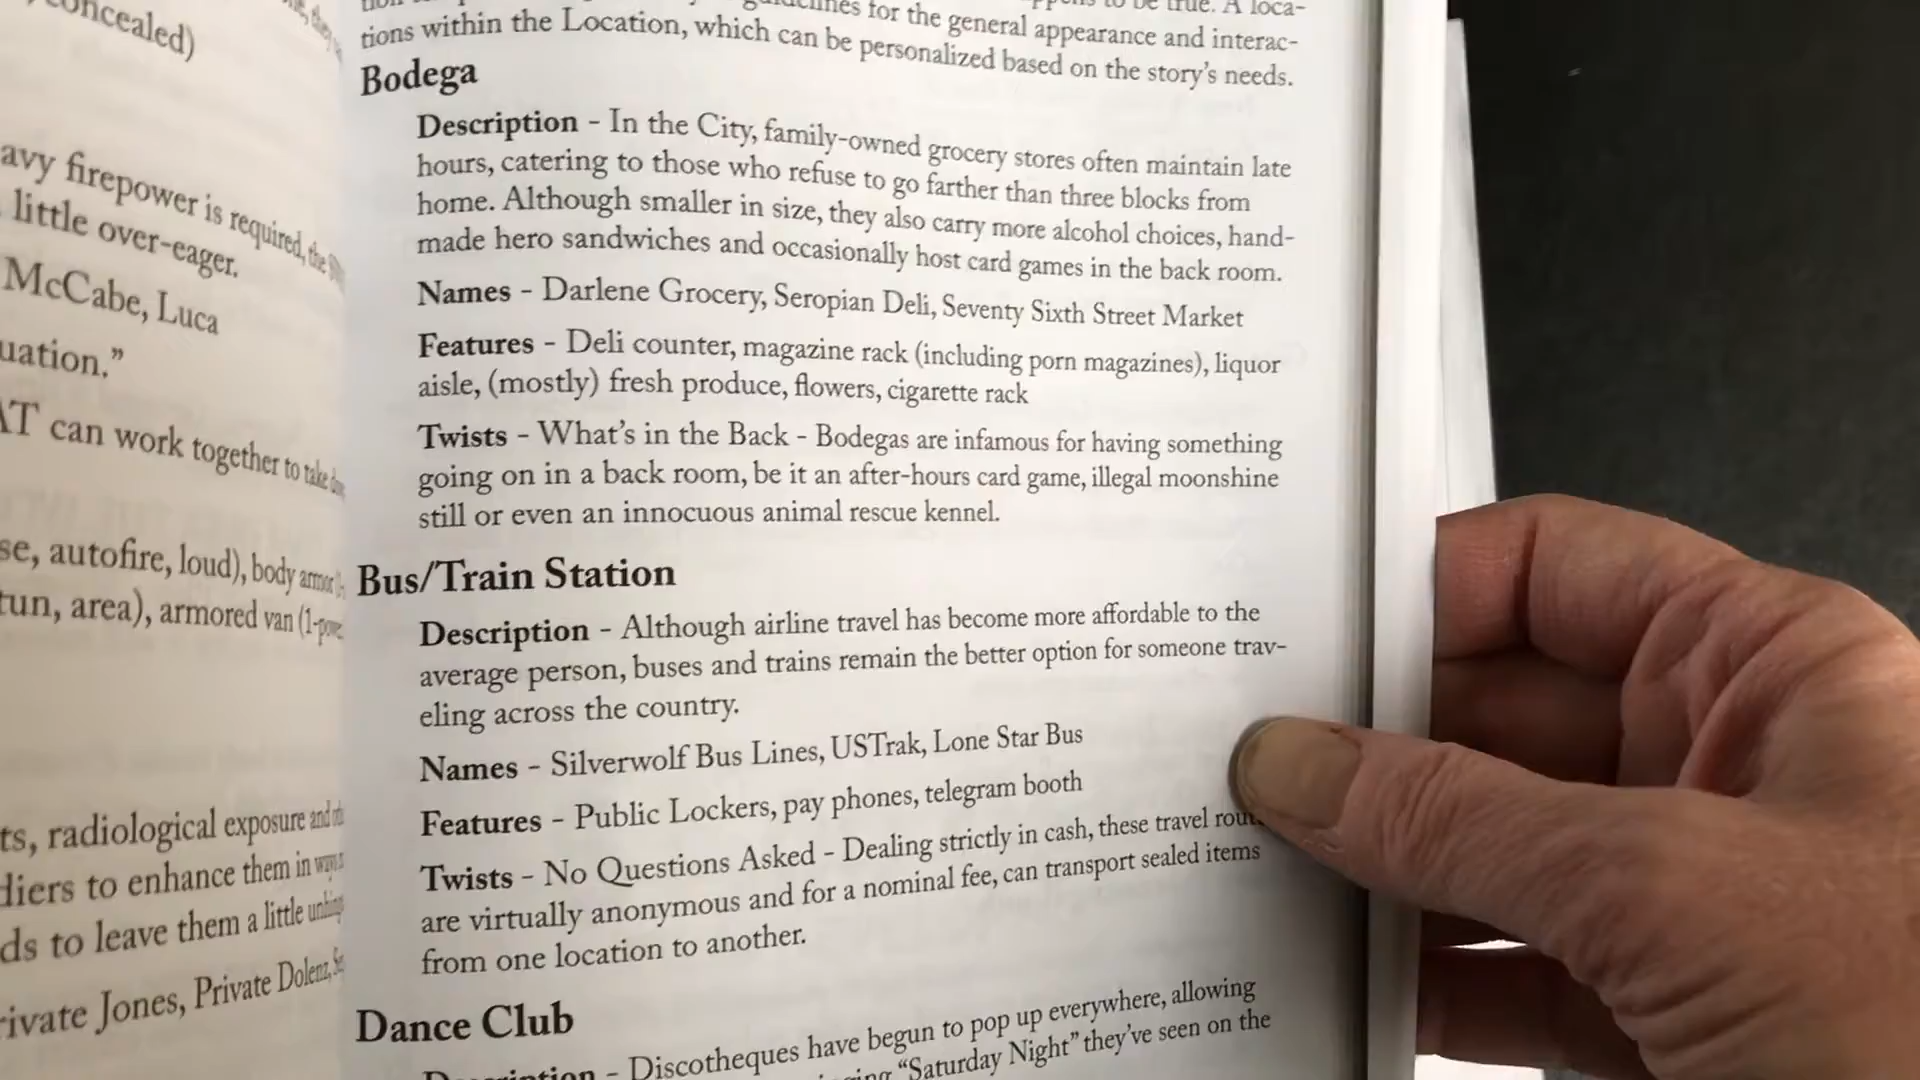 concealed)
avy firepower is required, the
little over-eager.
McCabe, Luca
uation.”
AT can work together to take
se, autofire, loud), body armor
tun, area), armored van
ts, radiological exposure and
diers to enhance them in ways
ds to leave them a little
rivate Jones, Private Dolenz,
to be true. A loca-
guidelines for the general appearance and interac-
tions within the Location, which can be personalized based on the story’s needs.
Bodega
Description - In the City, family-owned grocery stores often maintain late
hours, catering to those who refuse to go farther than three blocks from
home. Although smaller in size, they also carry more alcohol choices, hand-
made hero sandwiches and occasionally host card games in the back room.
Names - Darlene Grocery, Seropian Deli, Seventy Sixth Street Market
Features - Deli counter, magazine rack (including porn magazines), liquor
aisle, (mostly) fresh produce, flowers, cigarette rack
Twists - What’s in the Back - Bodegas are infamous for having something
going on in a back room, be it an after-hours card game, illegal moonshine
still or even an innocuous animal rescue kennel.
Bus/Train Station
Description - Although airline travel has become more affordable to the
average person, buses and trains remain the better option for someone trav-
eling across the country.
Names - Silverwolf Bus Lines, USTrak, Lone Star Bus
Features - Public Lockers, pay phones, telegram booth
Twists - No Questions Asked - Dealing strictly in cash, these travel
are virtually anonymous and for a nominal fee, can transport sealed items
from one location to another.
Dance Club
Description - Discotheques have begun to pop up everywhere, allowing
“Saturday Night” they’ve seen on the